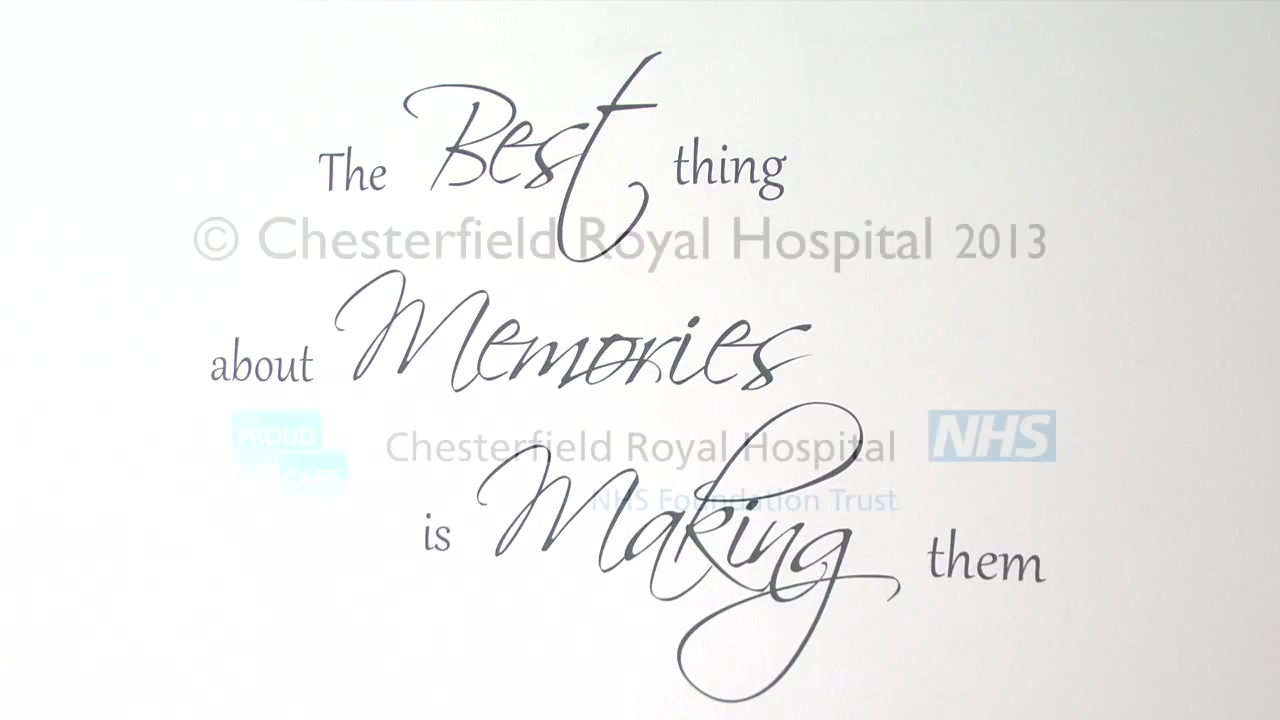 The Best thing
© Chesterfield Royal Hospital 2013
about Memories
PROUD
CARE
Chesterfield Royal Hospital
NHS
NHS Foundation Trust
is Making them